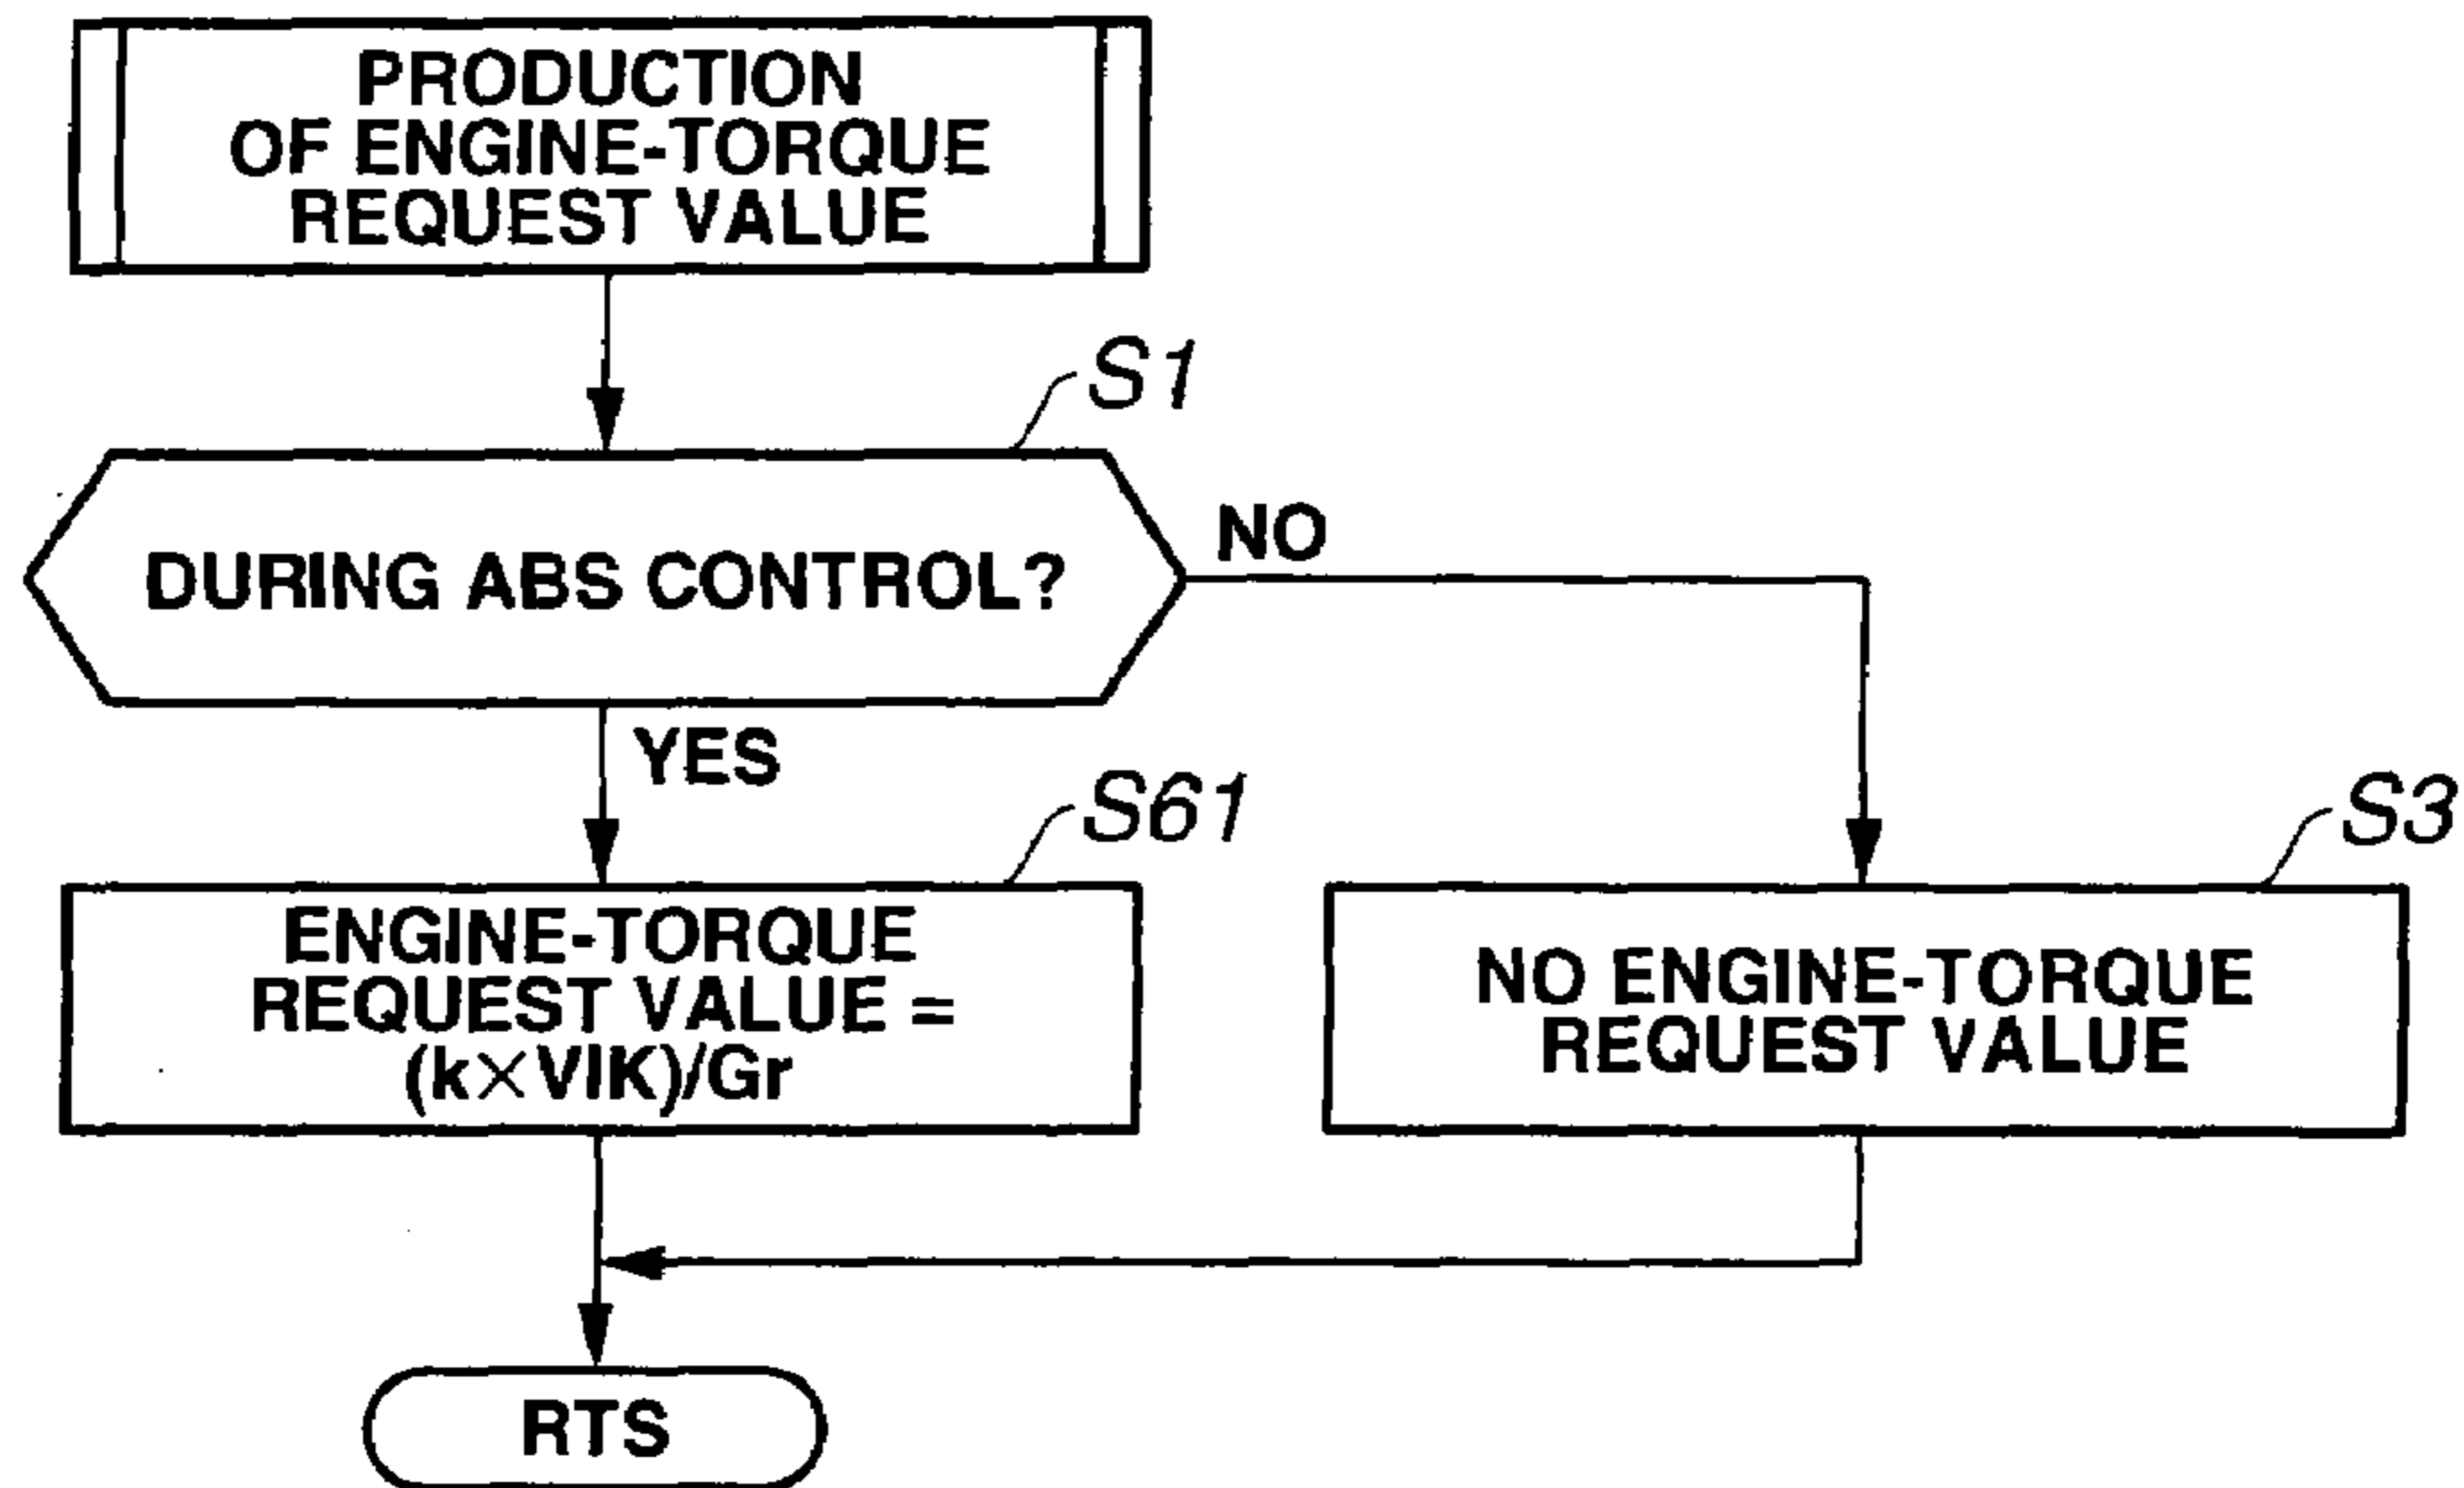 PRODUCTION
OF ENGINE-TORQUE
REQUEST VALUE
S1
DURING ABS CONTROL?
NO
YES
S61
S3
ENGINE-TORQUE
REQUEST VALUE =
(k×VIK)/Gr
NO ENGINE-TORQUE
REQUEST VALUE
RTS